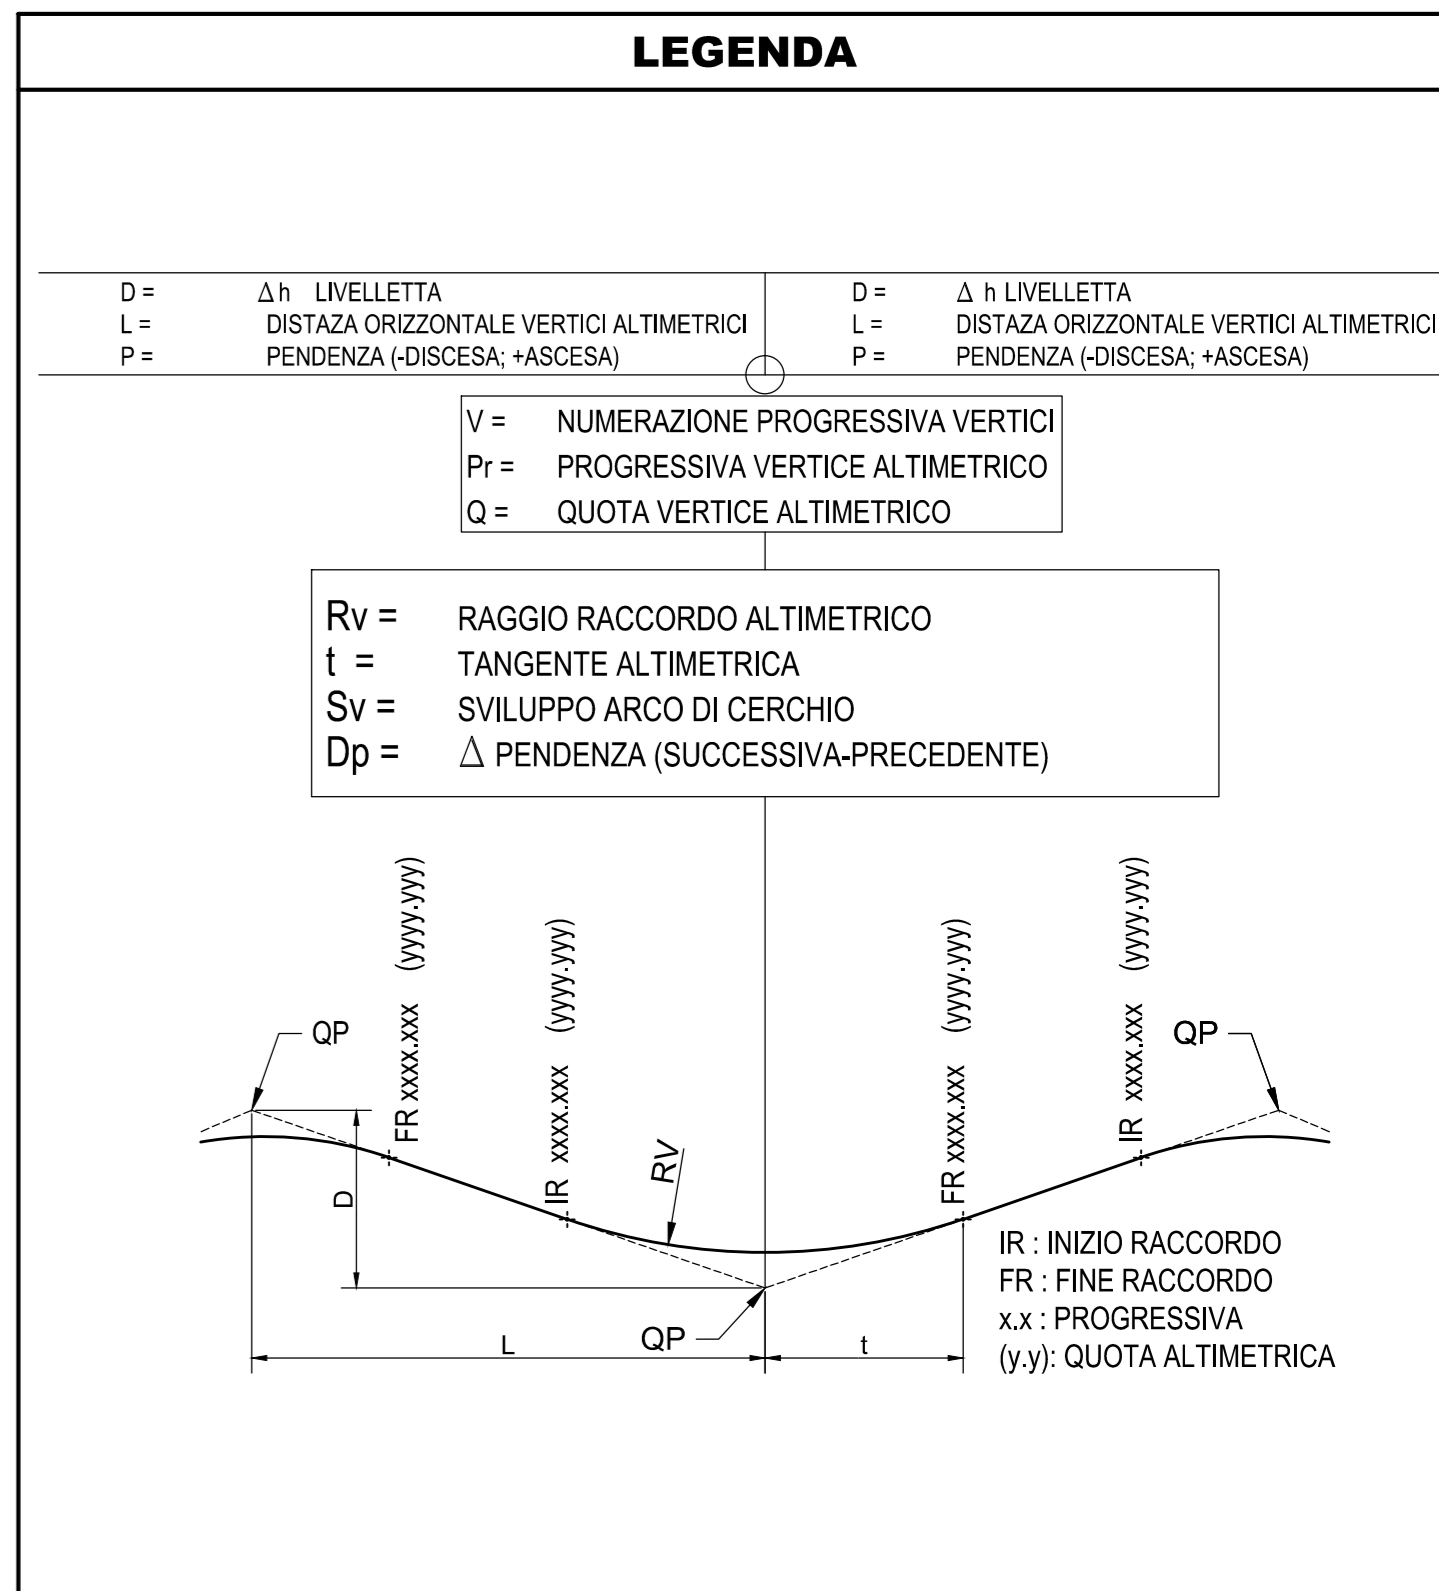 LEGENDA
D = Δ h LIVELLETTA
L = DISTAZA ORIZZONTALE VERTICI ALTIMETRICI
P = PENDENZA (-DISCESA; +ASCESA)
D = Δ h LIVELLETTA
L = DISTAZA ORIZZONTALE VERTICI ALTIMETRICI
P = PENDENZA (-DISCESA; +ASCESA)
V = NUMERAZIONE PROGRESSIVA VERTICI
Pr = PROGRESSIVA VERTICE ALTIMETRICO
Q = QUOTA VERTICE ALTIMETRICO
Rv = RAGGIO RACCORDO ALTIMETRICO
t = TANGENTE ALTIMETRICA
Sv = SVILUPPO ARCO DI CERCHIO
Dp = Δ PENDENZA (SUCCESSIVA-PRECEDENTE)
QP
FR xxxx.xxx (yyyy.yyy)
IR xxxx.xxx (yyyy.yyy)
FR xxxx.xxx (yyyy.yyy)
IR xxxx.xxx (yyyy.yyy)
QP
D
RV
QP
L
t
IR : INIZIO RACCORDO
FR : FINE RACCORDO
x.x : PROGRESSIVA
(y.y): QUOTA ALTIMETRICA